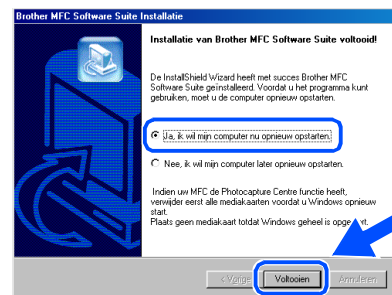 Brother MFC Software Suite Installatie
Installatie van Brother MFC Software Suite voltooid!
De InstallShield Wizard heeft met succes Brother MFC
Software Suite geïnstalleerd. Voordat u het programma kunt
gebruiken, moet u de computer opnieuw opstarten.
Ja, ik wil mijn computer nu opnieuw opstarten.
Nee, ik wil mijn computer later opnieuw opstarten.
Indien uw MFC de Photocapture Centre functie heeft,
verwijder eerst alle mediakaarten voordat u Windows opnieuw
start.
Plaats geen mediakaart totdat Windows geheel is
< Vorige
Voltooien
Annuleren